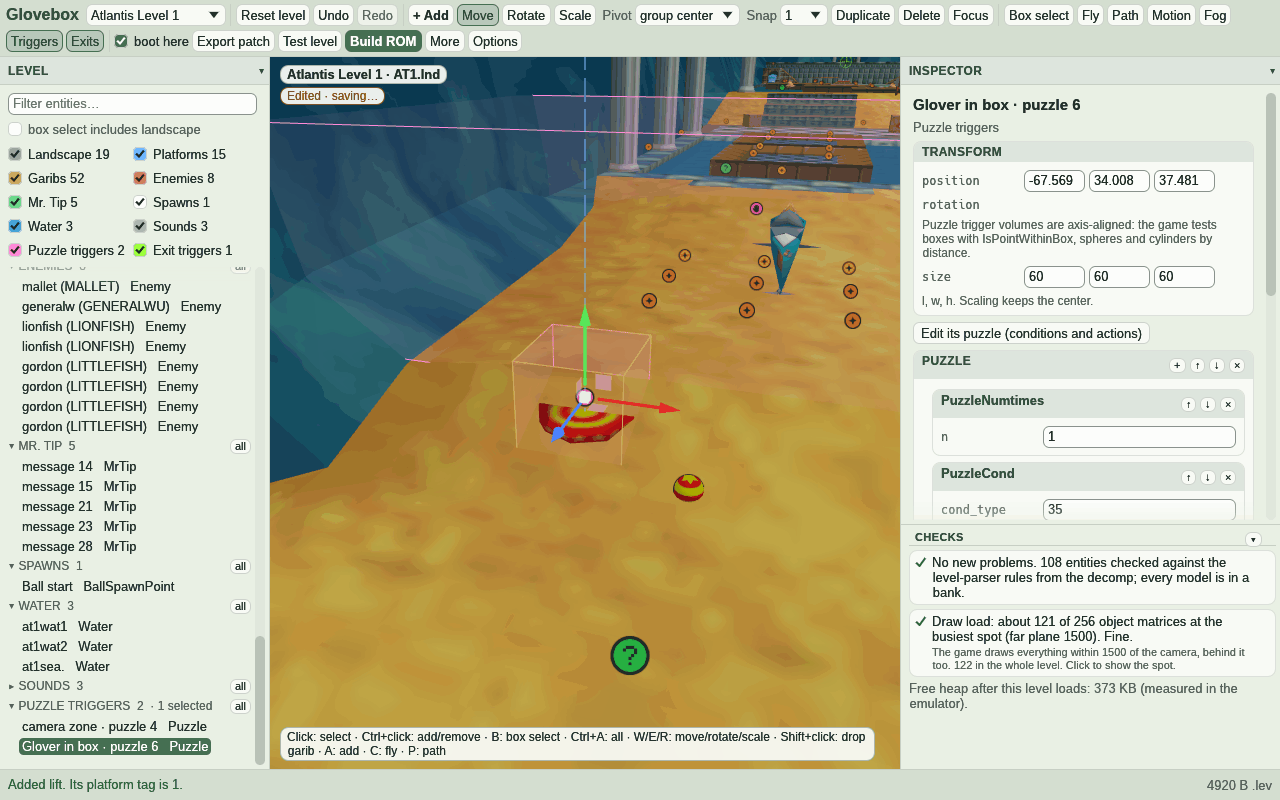 Glovebox Atlantis Level 1 Reset level Undo Redo + Add Move Rotate Scale Pivot group center Snap 1 Duplicate Delete Focus Box select Fly Path Motion Fog
Triggers Exits boot here Export patch Test level Build ROM More Options
LEVEL
Filter entities…
box select includes landscape
Landscape 19 Platforms 15
Garibs 52 Enemies 8
Mr. Tip 5 Spawns 1
Water 3 Sounds 3
Puzzle triggers 2 Exit triggers 1
ENEMIES 8 all
mallet (MALLET) Enemy
generalw (GENERALWU) Enemy
lionfish (LIONFISH) Enemy
lionfish (LIONFISH) Enemy
gordon (LITTLEFISH) Enemy
gordon (LITTLEFISH) Enemy
gordon (LITTLEFISH) Enemy
gordon (LITTLEFISH) Enemy
MR. TIP 5 all
message 14 MrTip
message 15 MrTip
message 21 MrTip
message 23 MrTip
message 28 MrTip
SPAWNS 1 all
Ball start BallSpawnPoint
WATER 3 all
at1wat1 Water
at1wat2 Water
at1sea. Water
SOUNDS 3 all
PUZZLE TRIGGERS 2 · 1 selected all
camera zone · puzzle 4 Puzzle
Glover in box · puzzle 6 Puzzle
Atlantis Level 1 · AT1.lnd
Edited · saving…
?
?
Click: select · Ctrl+click: add/remove · B: box select · Ctrl+A: all · W/E/R: move/rotate/scale · Shift+click: drop
garib · A: add · C: fly · P: path
INSPECTOR
Glover in box · puzzle 6
Puzzle triggers
TRANSFORM
position -67.569 34.008 37.481
rotation
Puzzle trigger volumes are axis-aligned: the game tests
boxes with IsPointWithinBox, spheres and cylinders by
distance.
size 60 60 60
l, w, h. Scaling keeps the center.
Edit its puzzle (conditions and actions)
PUZZLE + ↑ ↓ ×
PuzzleNumtimes ↑ ↓ ×
n 1
PuzzleCond ↑ ↓ ×
cond_type 35
CHECKS
No new problems. 108 entities checked against the
level-parser rules from the decomp; every model is in a
bank.
Draw load: about 121 of 256 object matrices at the
busiest spot (far plane 1500). Fine.
The game draws everything within 1500 of the camera, behind it
too. 122 in the whole level. Click to show the spot.
Free heap after this level loads: 373 KB (measured in the
emulator).
Added lift. Its platform tag is 1. 4920 B .lev